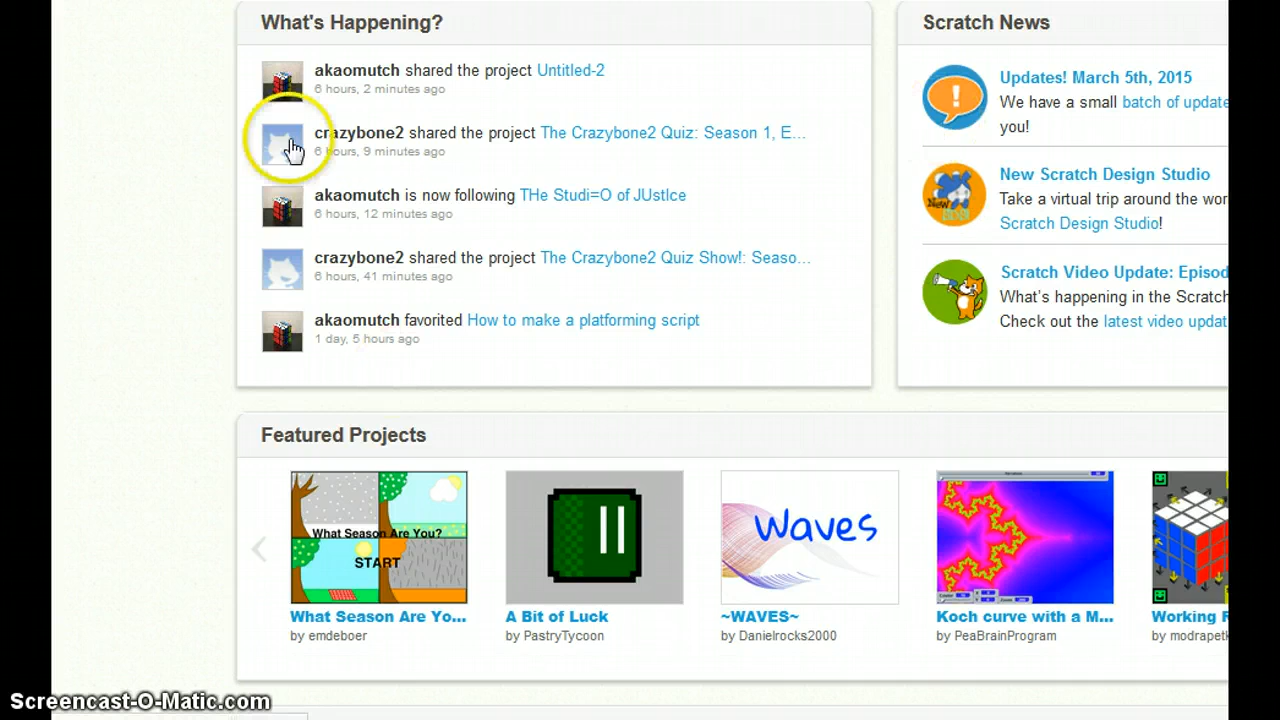 What's Happening?
akaomutch shared the project Untitled-2
6 hours, 2 minutes ago
crazybone2 shared the project The Crazybone2 Quiz: Season 1, E...
6 hours, 9 minutes ago
akaomutch is now following THe Studi=O of JUstIce
6 hours, 12 minutes ago
crazybone2 shared the project The Crazybone2 Quiz Show!: Seaso...
6 hours, 41 minutes ago
akaomutch favorited How to make a platforming script
1 day, 5 hours ago
Scratch News
Updates! March 5th, 2015
We have a small batch of update
you!
New Scratch Design Studio
Take a virtual trip around the wor
Scratch Design Studio!
New
SDS!
Scratch Video Update: Episod
What's happening in the Scratch
Check out the latest video updat
Featured Projects
What Season Are You?
START
Waves
What Season Are Yo...
by emdeboer
A Bit of Luck
by PastryTycoon
~WAVES~
by Danielrocks2000
Koch curve with a M...
by PeaBrainProgram
Working R
by modrapetk
Screencast-O-Matic.com